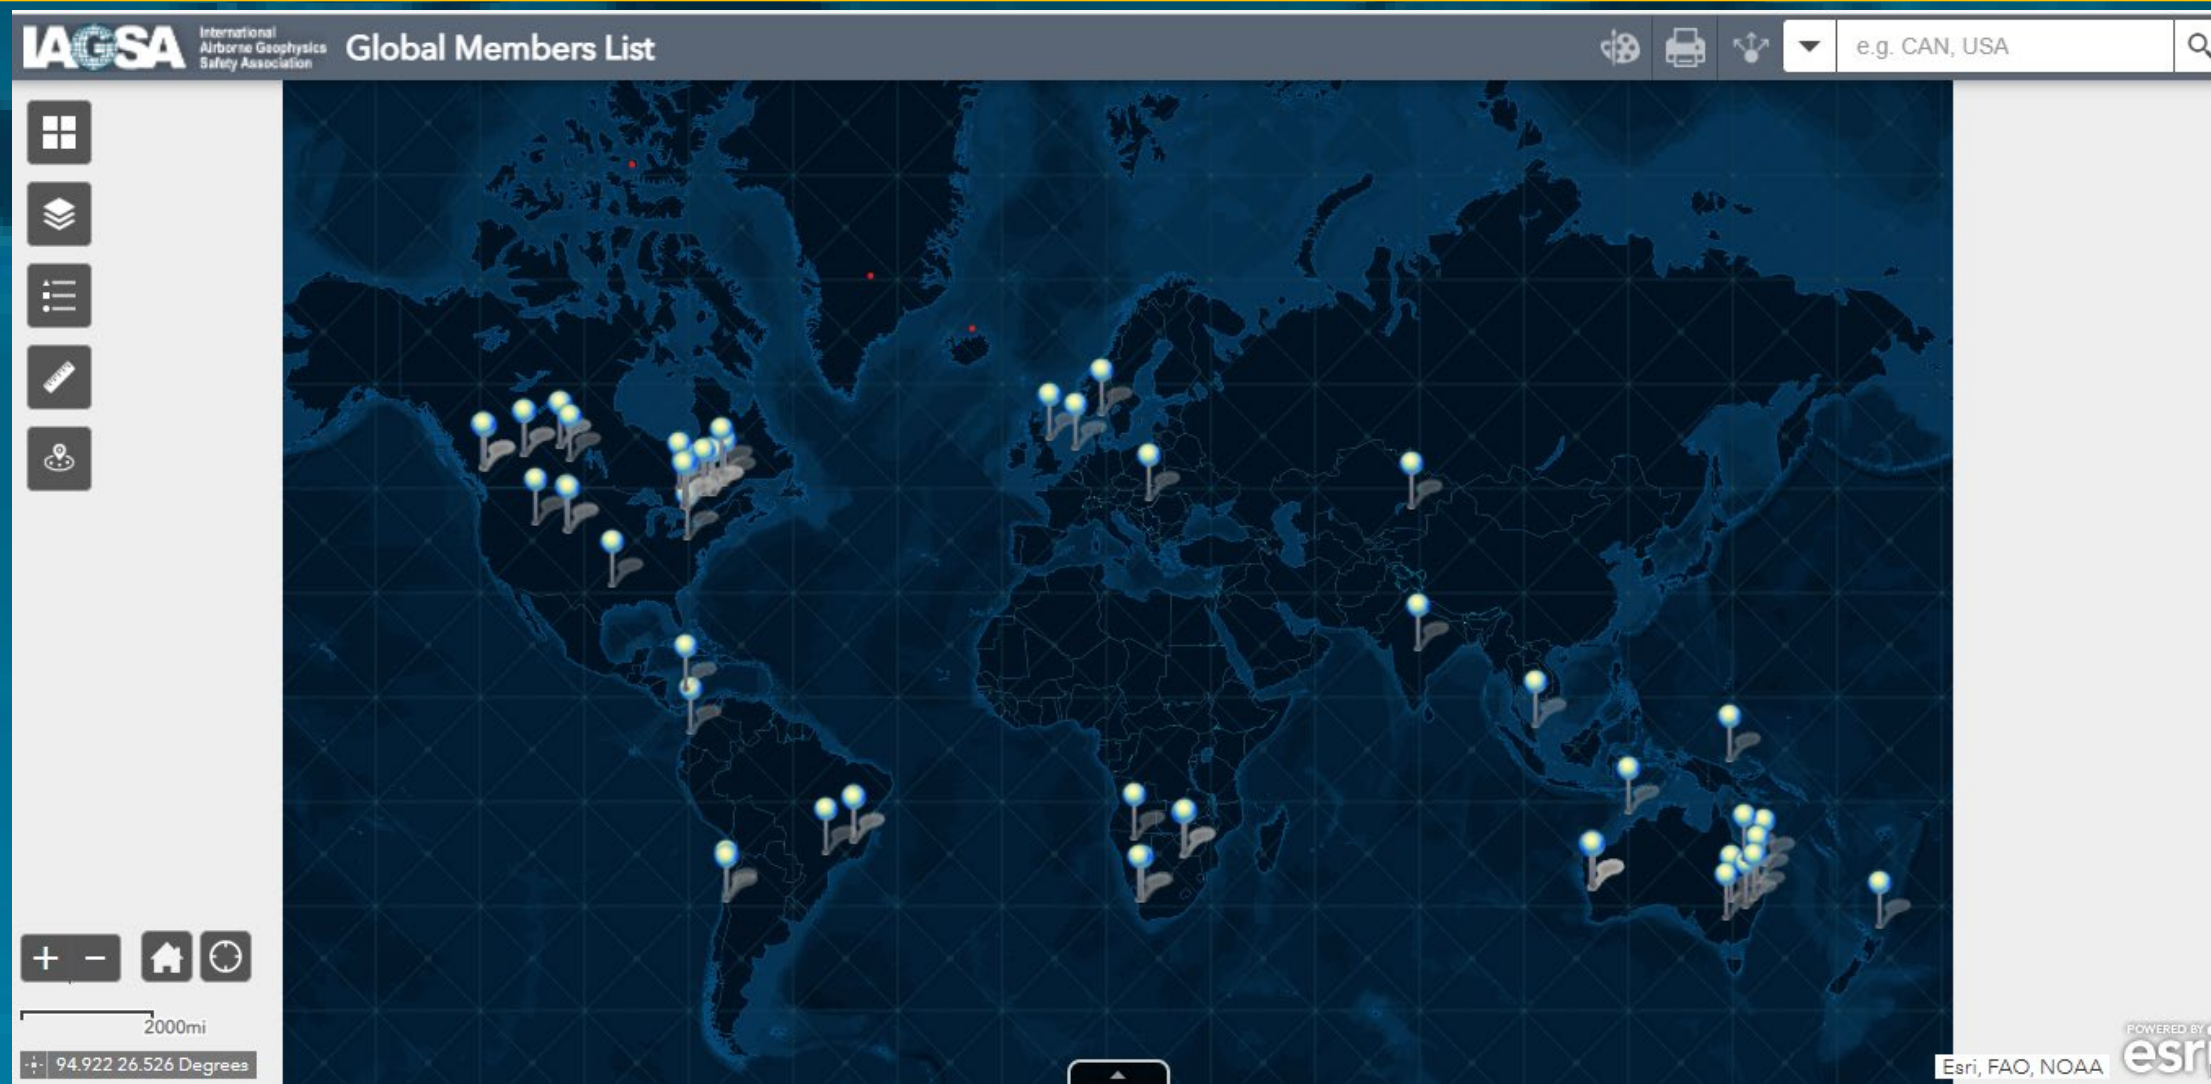 IAGSA
International
Airborne Geophysics
Safety Association
Global Members List
e.g. CAN, USA
+ −
2000mi
94.922 26.526 Degrees
Esri, FAO, NOAA
POWERED BY
esri